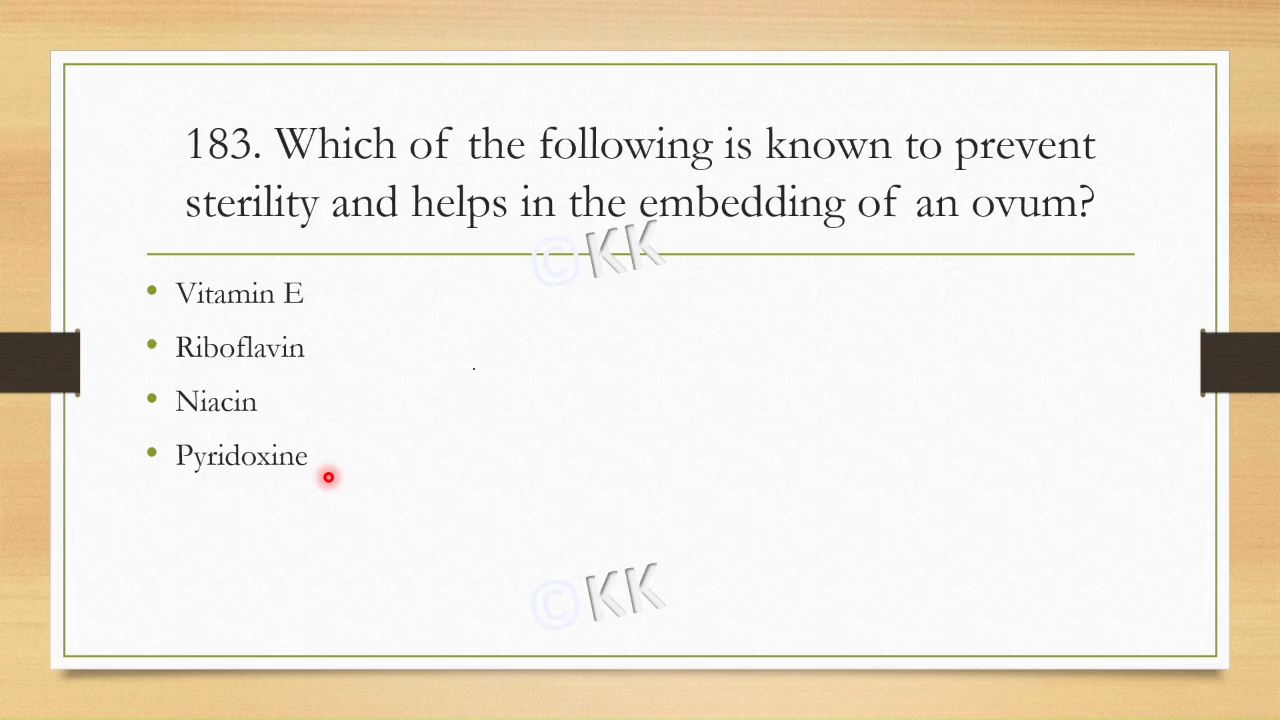 183. Which of the following is known to prevent
sterility and helps in the embedding of an ovum?
©KK
• Vitamin E
• Riboflavin
• Niacin
• Pyridoxine
©KK